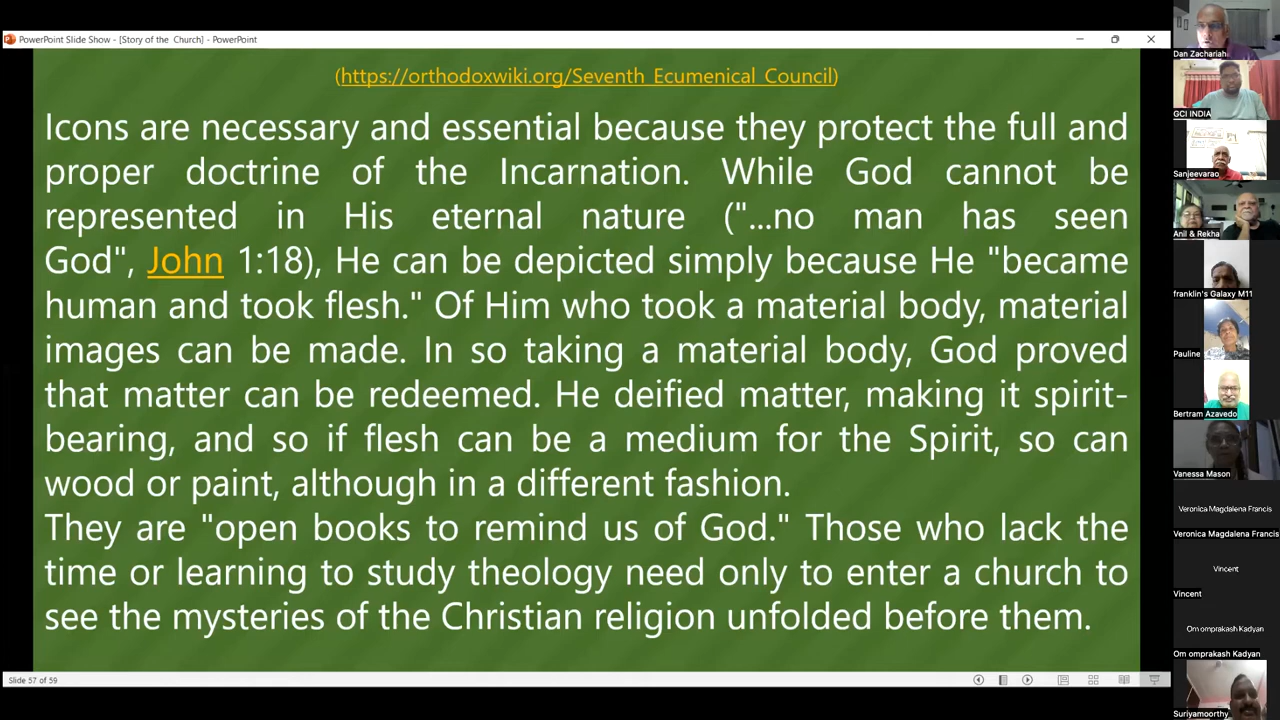 PowerPoint Slide Show - [Story of the  Church] - PowerPoint
(https://orthodoxwiki.org/Seventh_Ecumenical_Council)
Icons are necessary and essential because they protect the full and
proper doctrine of the Incarnation. While God cannot be
represented in His eternal nature ("...no man has seen
God", John 1:18), He can be depicted simply because He "became
human and took flesh." Of Him who took a material body, material
images can be made. In so taking a material body, God proved
that matter can be redeemed. He deified matter, making it spirit-
bearing, and so if flesh can be a medium for the Spirit, so can
wood or paint, although in a different fashion.
They are "open books to remind us of God." Those who lack the
time or learning to study theology need only to enter a church to
see the mysteries of the Christian religion unfolded before them.
Slide 57 of 59
Dan Zachariah
GCI INDIA
Sanjeevarao
Anil & Rekha
franklin's Galaxy M11
Pauline
Bertram Azavedo
Vanessa Mason
Veronica Magdalena Francis
Veronica Magdalena Francis
Vincent
Vincent
Om omprakash Kadyan
Om omprakash Kadyan
Suriyamoorthy